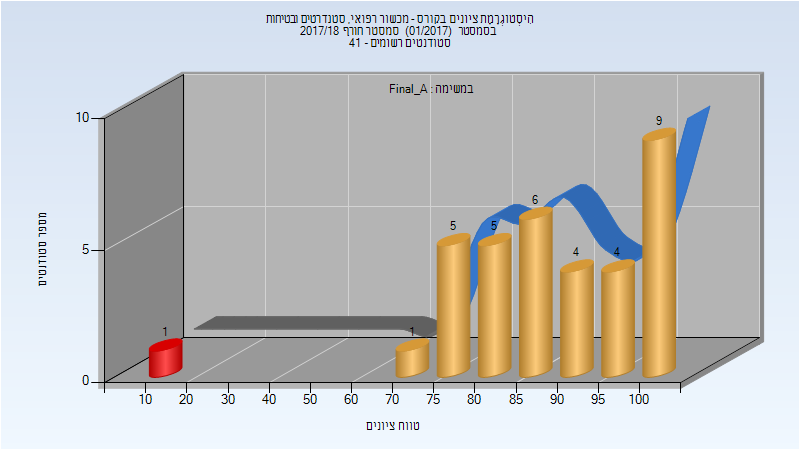 היסטוגרמת ציונים בקורס - מכשור רפואי, סטנדרטים ובטיחות
בסמסטר (01/2017) סמסטר חורף 2017/18
סטודנטים רשומים - 41
במשימה : Final_A
מספר סטודנטים
10
5
0
1
1
5
5
6
4
4
9
10 20 30 40 50 60 70 75 80 85 90 95 100
טווח ציונים